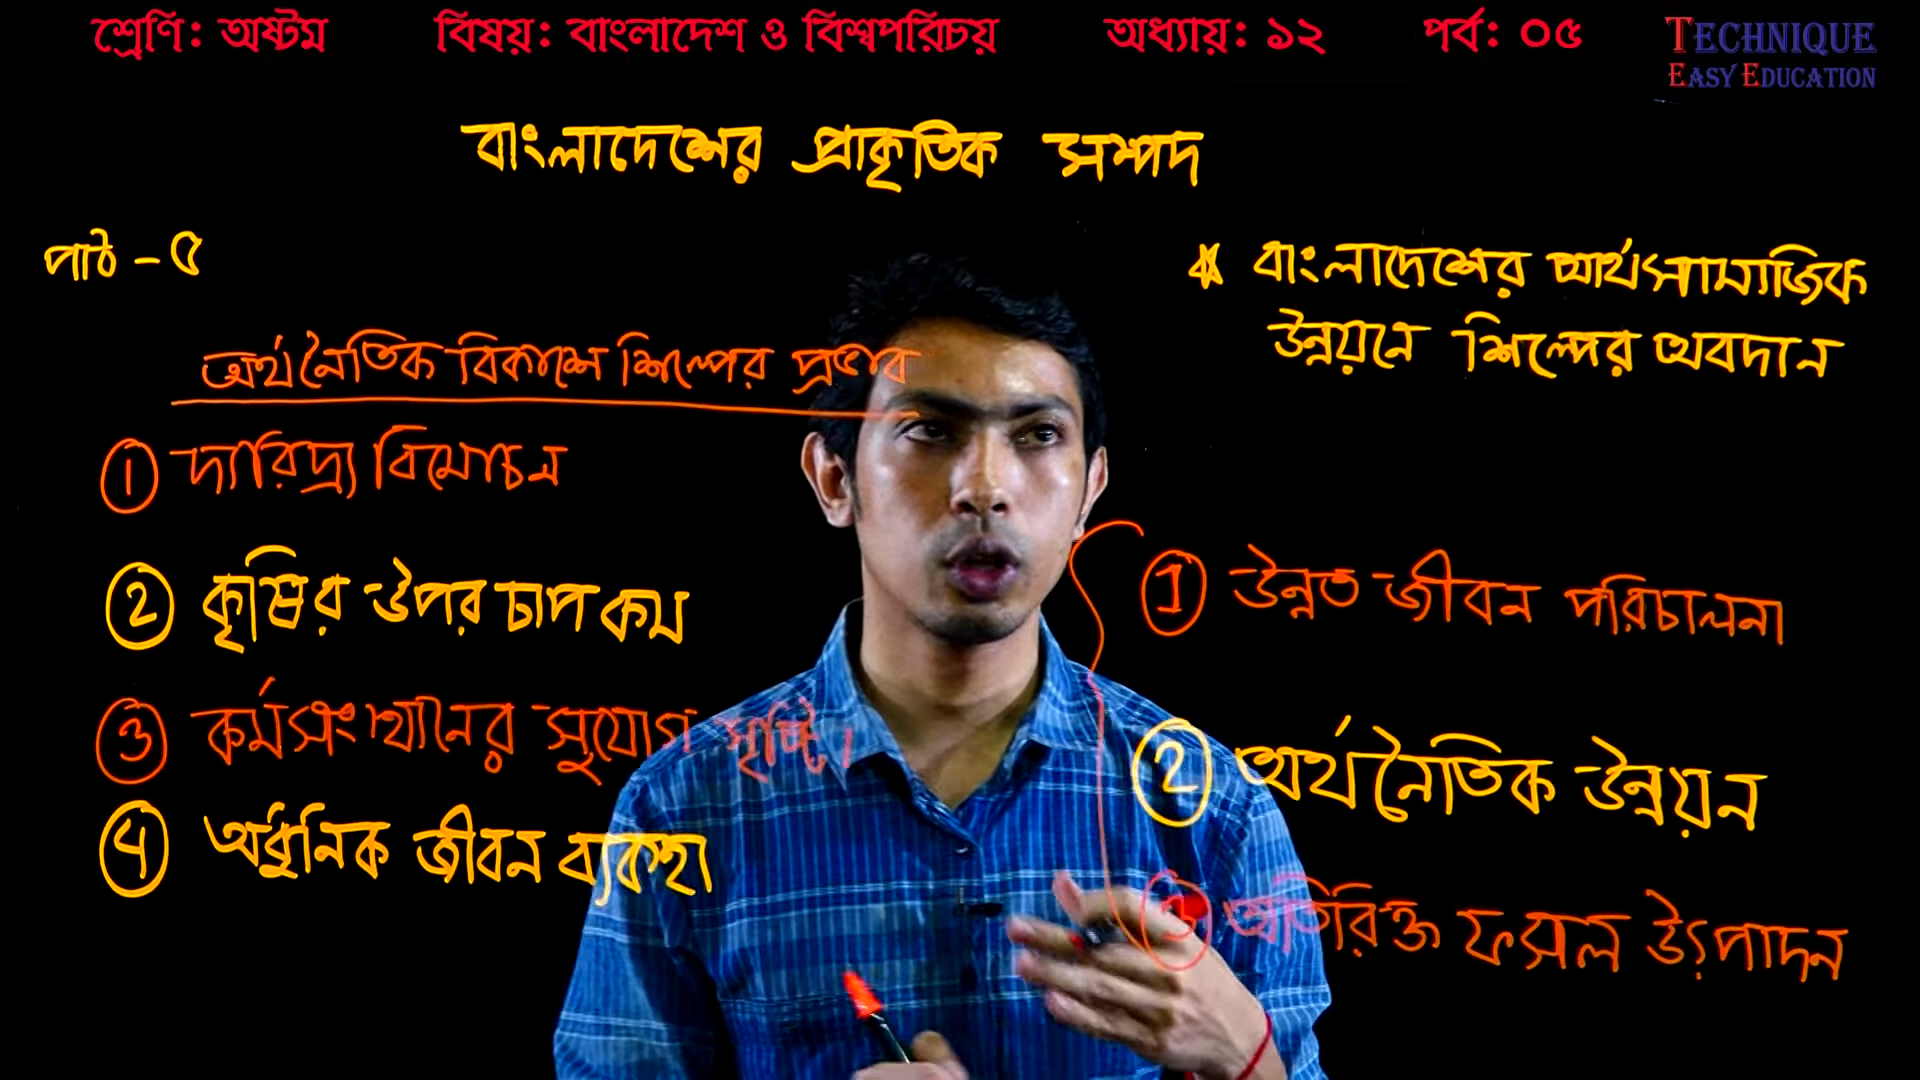 শ্রেণি: অষ্টম বিষয়: বাংলাদেশ ও বিশ্বপরিচয় অধ্যায়: ১২ পর্ব: ০৫
TECHNIQUE
EASY EDUCATION
বাংলাদেশের প্রাকৃতিক সম্পদ
পাঠ - ৫
অর্থনৈতিক বিকাশে শিল্পের প্রভাব
① দারিদ্র্য বিমোচন
② কৃষির উপর চাপ কম
③ কর্মসংস্থানের সুযোগ সৃষ্টি।
④ আধুনিক জীবন ব্যবস্থা
* বাংলাদেশের আর্থসামাজিক
উন্নয়নে শিল্পের অবদান
① উন্নত জীবন পরিচালনা
② অর্থনৈতিক উন্নয়ন
③ অতিরিক্ত ফসল উৎপাদন